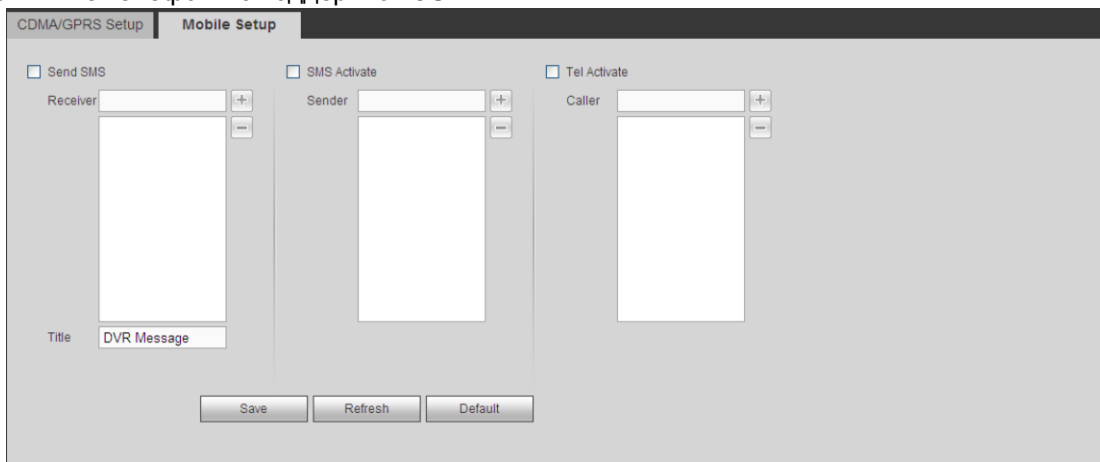 CDMA/GPRS Setup Mobile Setup
Send SMS SMS Activate Tel Activate
Receiver + Sender + Caller +
− − −
Title DVR Message
Save Refresh Default